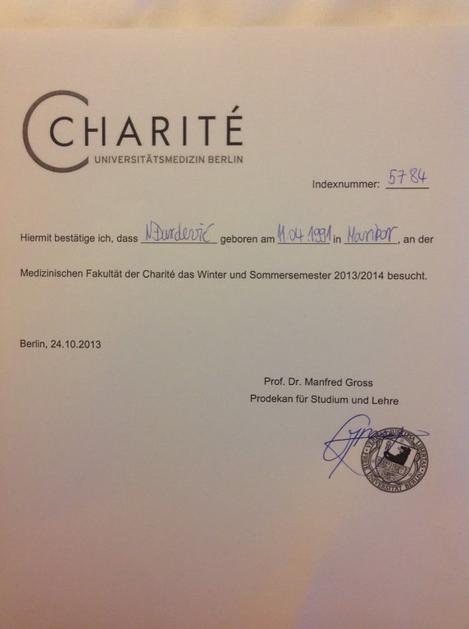 CHARITÉ
UNIVERSITÄTSMEDIZIN BERLIN
Indexnummer: 5784
Hiermit bestätige ich, dass N Đurđević geboren am 11 04 1991 in Maribor, an der
Medizinischen Fakultät der Charité das Winter und Sommersemester 2013/2014 besucht.
Berlin, 24.10.2013
Prof. Dr. Manfred Gross
Prodekan für Studium und Lehre